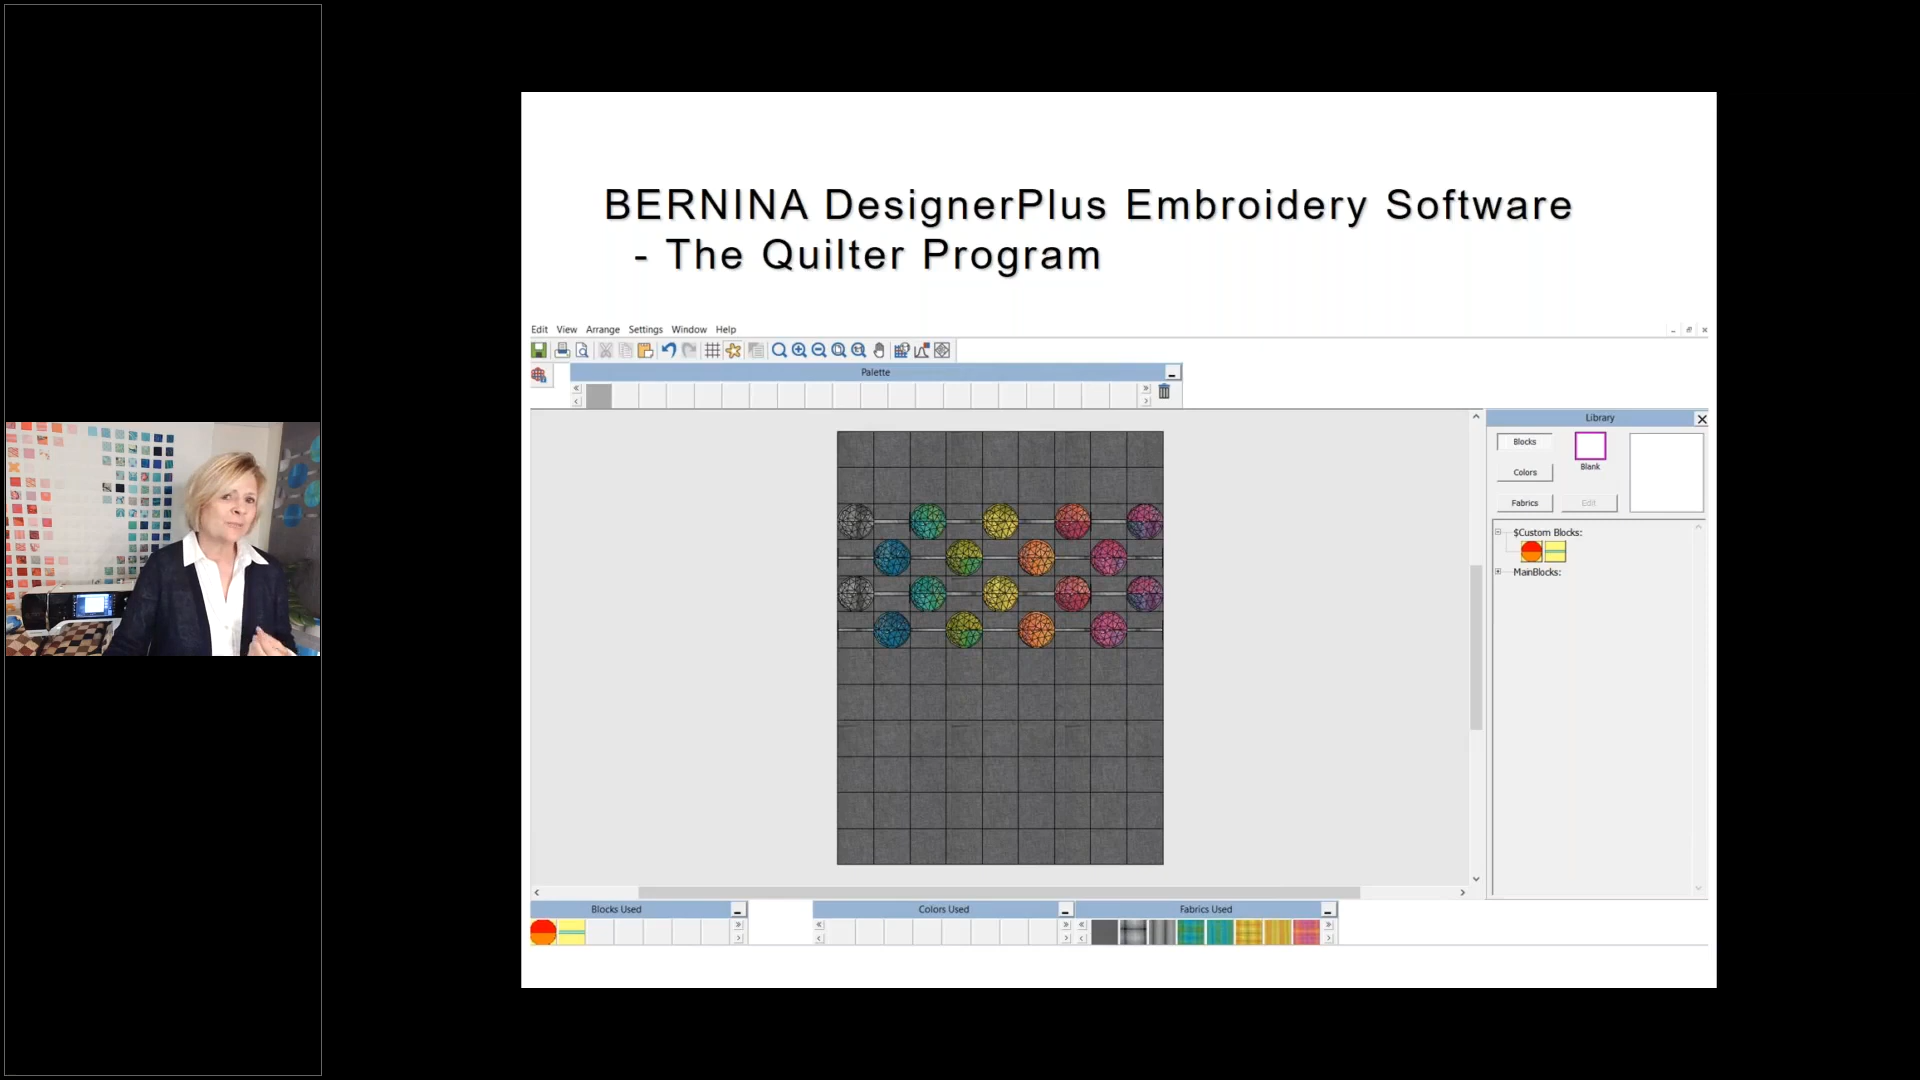 BERNINA DesignerPlus Embroidery Software
- The Quilter Program
Edit View Arrange Settings Window Help
Palette
Library
Blocks
Blank
Colors
Fabrics
Edit
$Custom Blocks:
MainBlocks:
Blocks Used
Colors Used
Fabrics Used